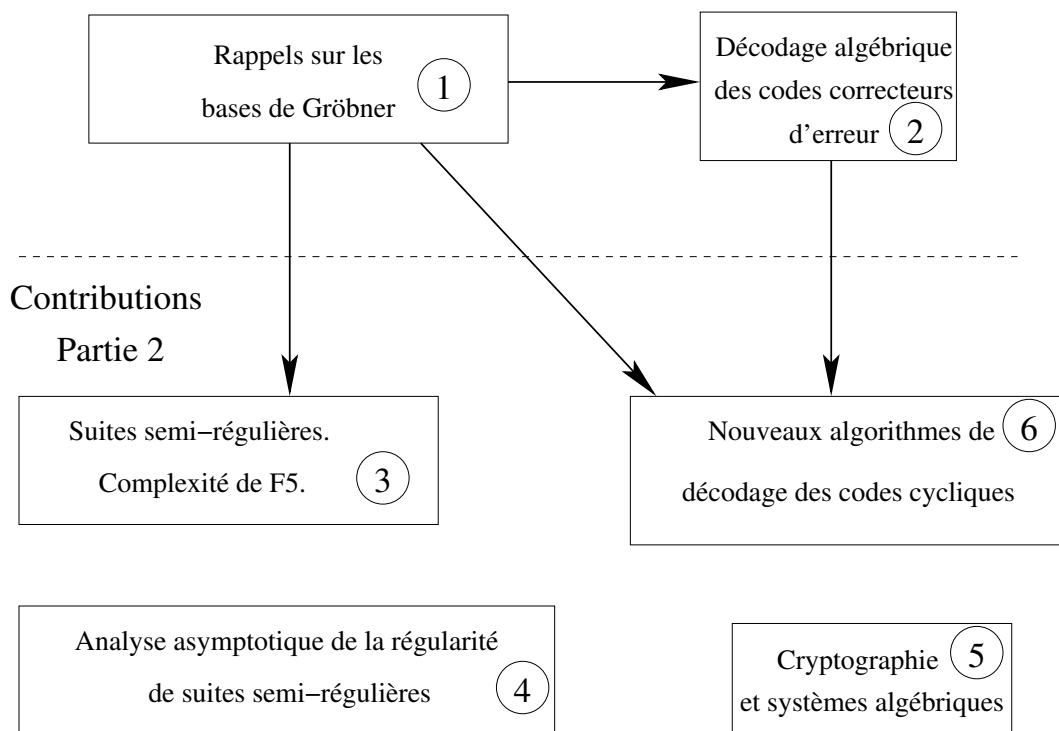 Rappels sur les
bases de Gröbner
1
Décodage algébrique
des codes correcteurs
d'erreur
2
Contributions
Partie 2
Suites semi−régulières.
Complexité de F5.
3
Nouveaux algorithmes de
6
décodage des codes cycliques
Analyse asymptotique de la régularité
de suites semi−régulières
4
Cryptographie
5
et systèmes algébriques